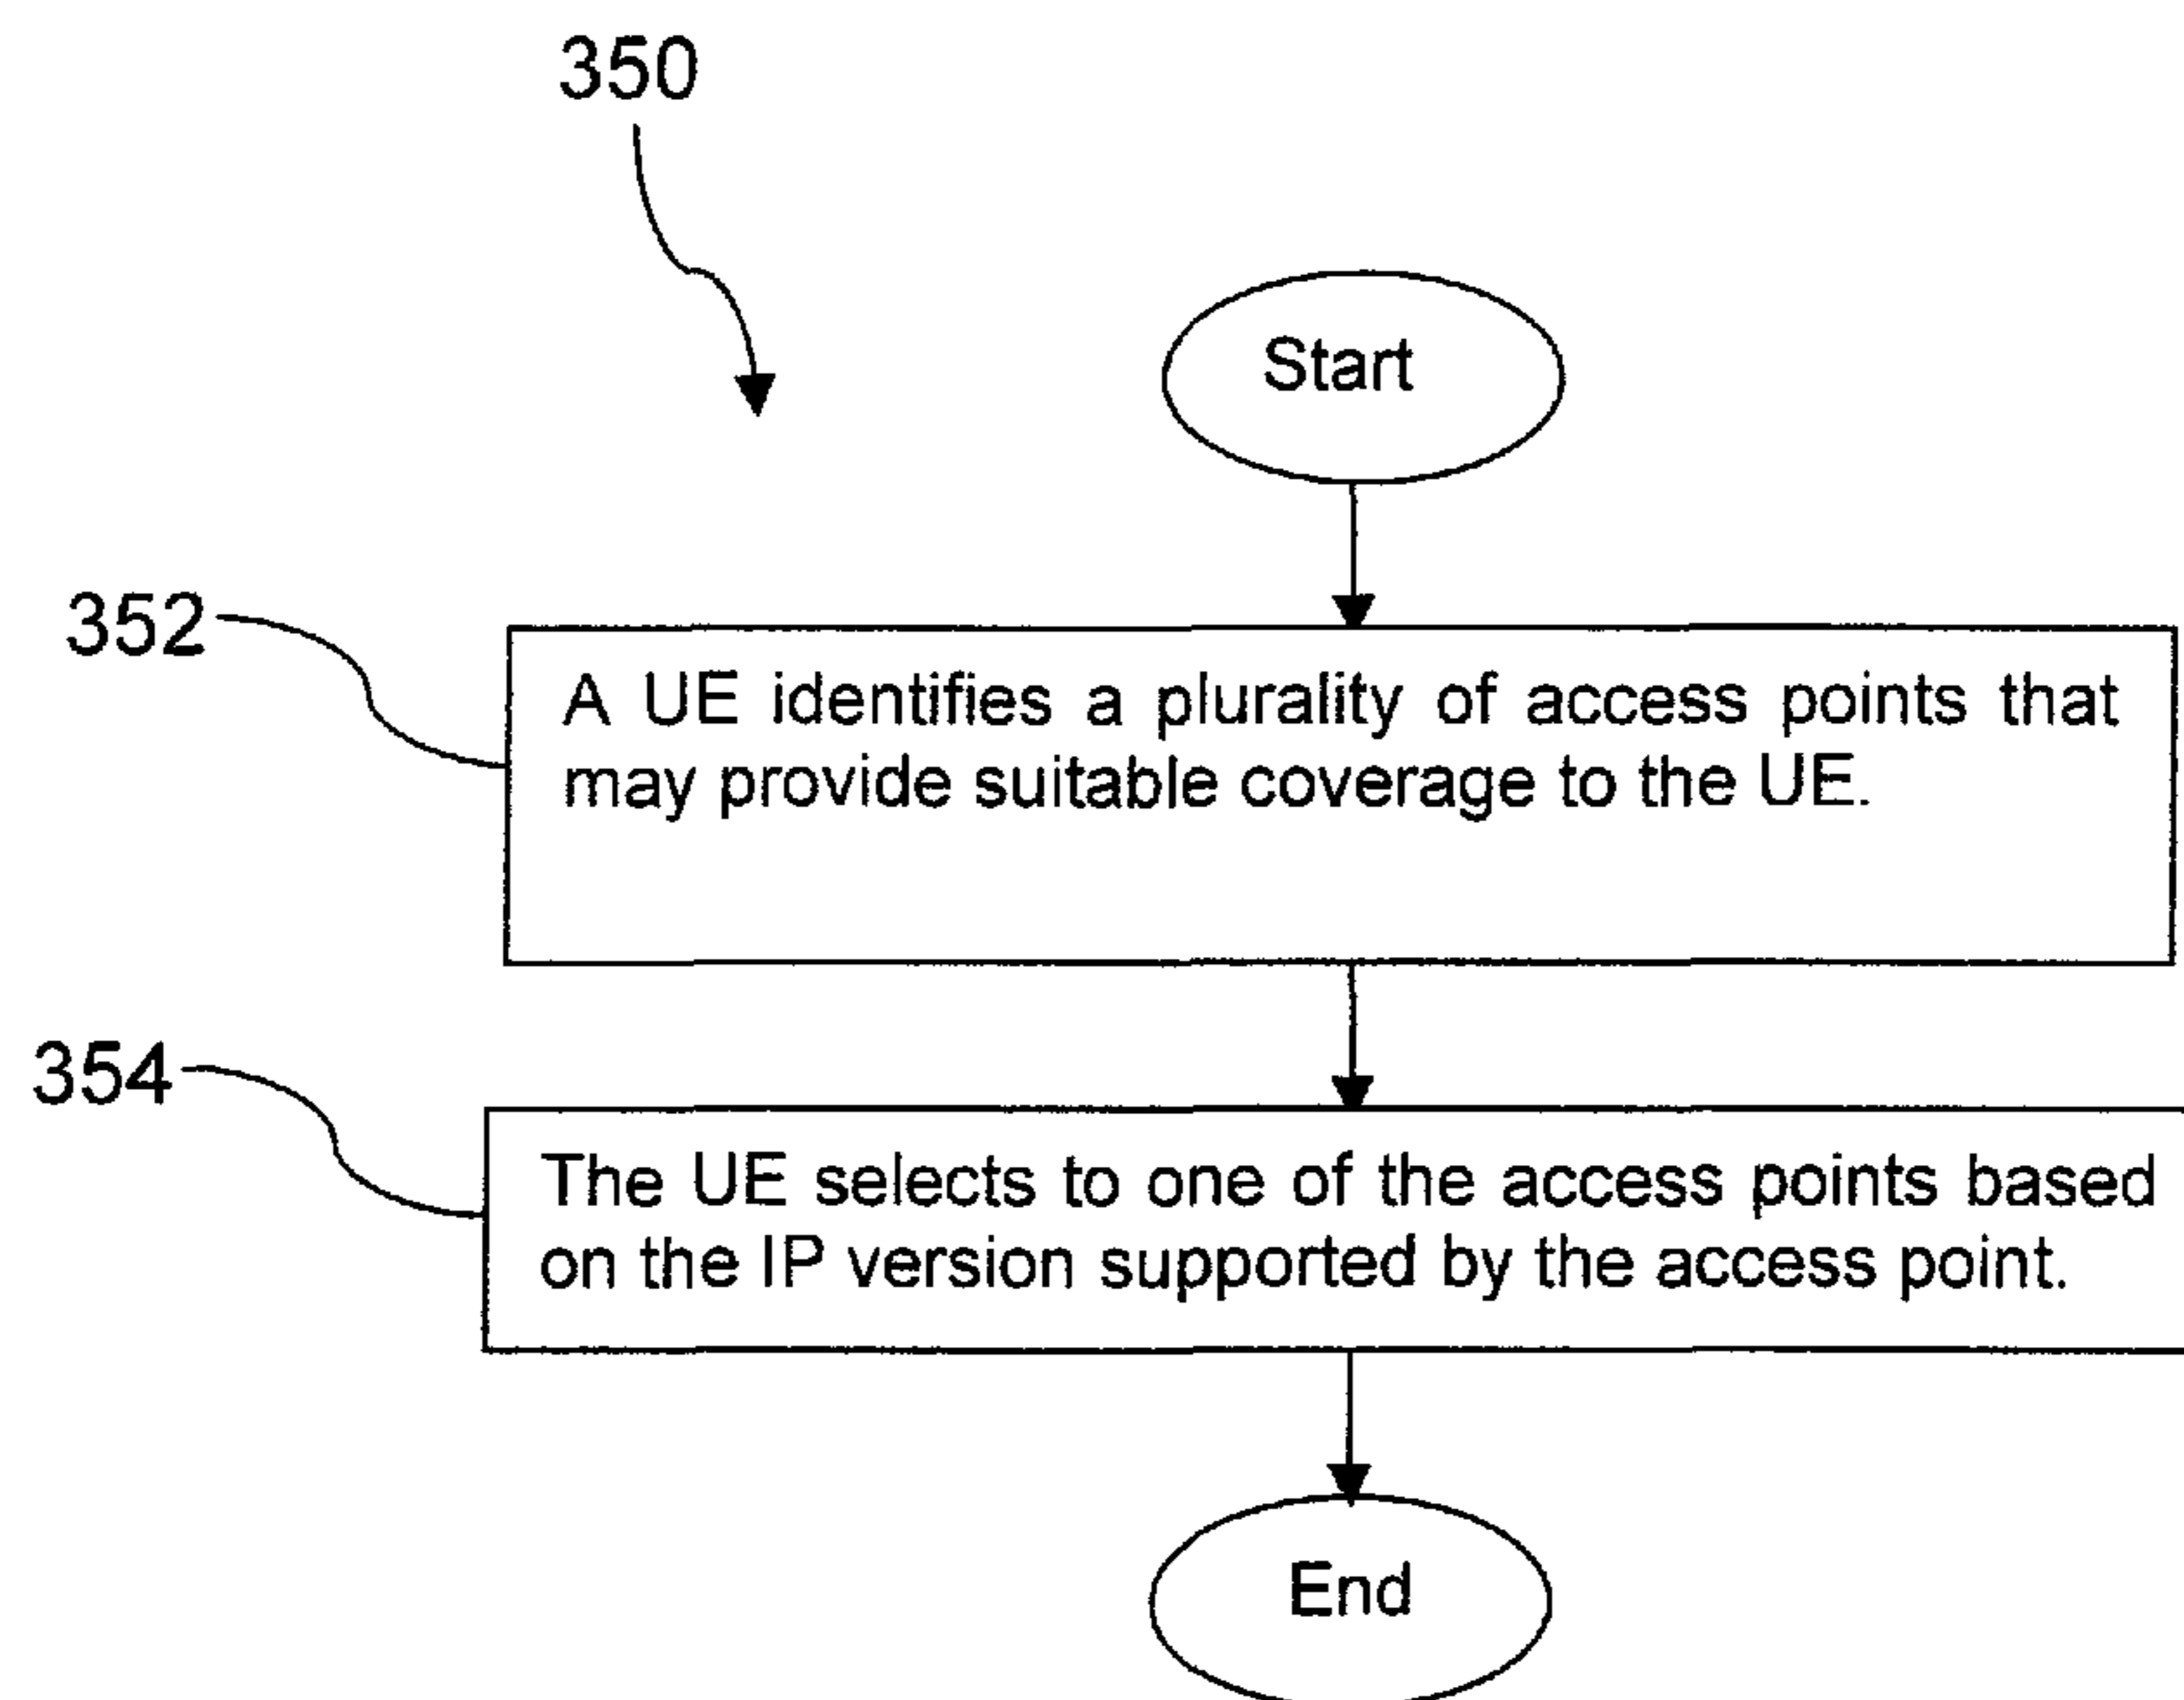 350
Start
352
A UE identifies a plurality of access points that
may provide suitable coverage to the UE.
354
The UE selects to one of the access points based
on the IP version supported by the access point.
End